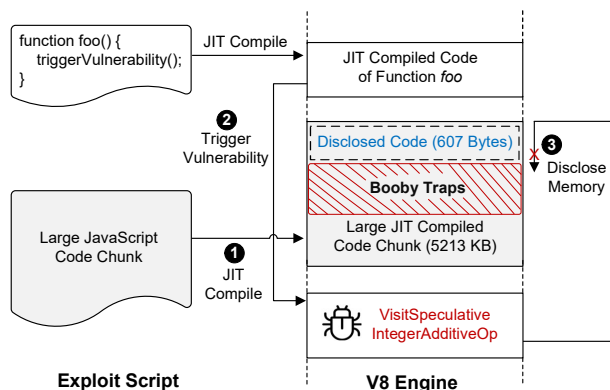 function foo() {
triggerVulnerability();
}
JIT Compile
JIT Compiled Code
of Function foo
2
Trigger
Vulnerability
Disclosed Code (607 Bytes)
3
Disclose
Memory
Booby Traps
Large JavaScript
Code Chunk
1
JIT
Compile
Large JIT Compiled
Code Chunk (5213 KB)
VisitSpeculative
IntegerAdditiveOp
Exploit Script
V8 Engine